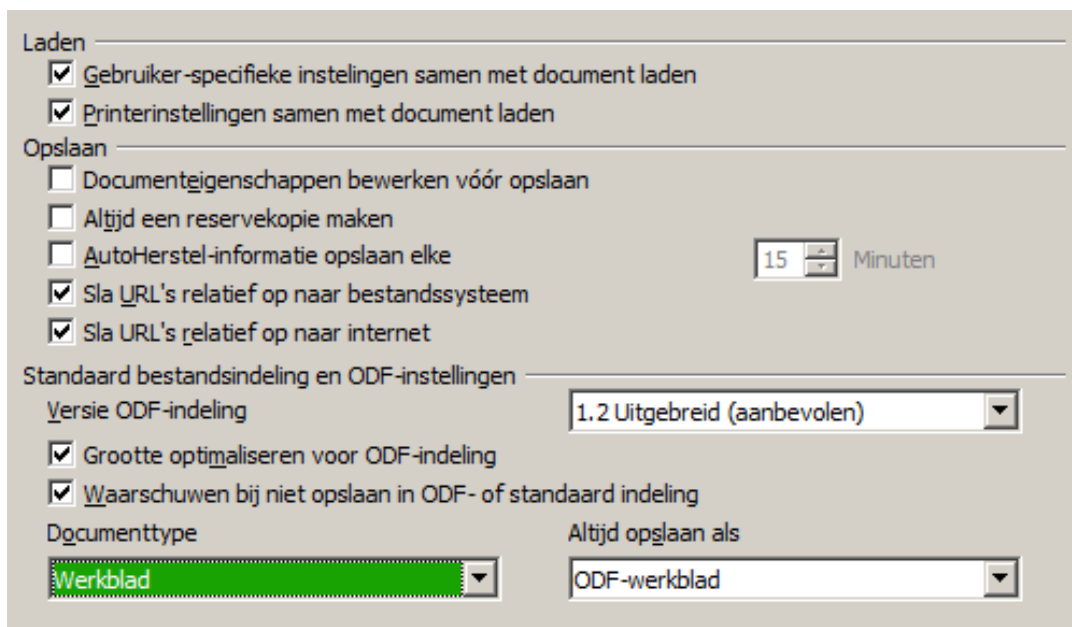 Laden
Gebruiker-specifieke instelingen samen met document laden
Printerinstellingen samen met document laden
Opslaan
Documenteigenschappen bewerken vóór opslaan
Altijd een reservekopie maken
AutoHerstel-informatie opslaan elke 15 Minuten
Sla URL's relatief op naar bestandssysteem
Sla URL's relatief op naar internet
Standaard bestandsindeling en ODF-instellingen
Versie ODF-indeling 1.2 Uitgebreid (aanbevolen)
Grootte optimaliseren voor ODF-indeling
Waarschuwen bij niet opslaan in ODF- of standaard indeling
Documenttype Altijd opslaan als
Werkblad ODF-werkblad